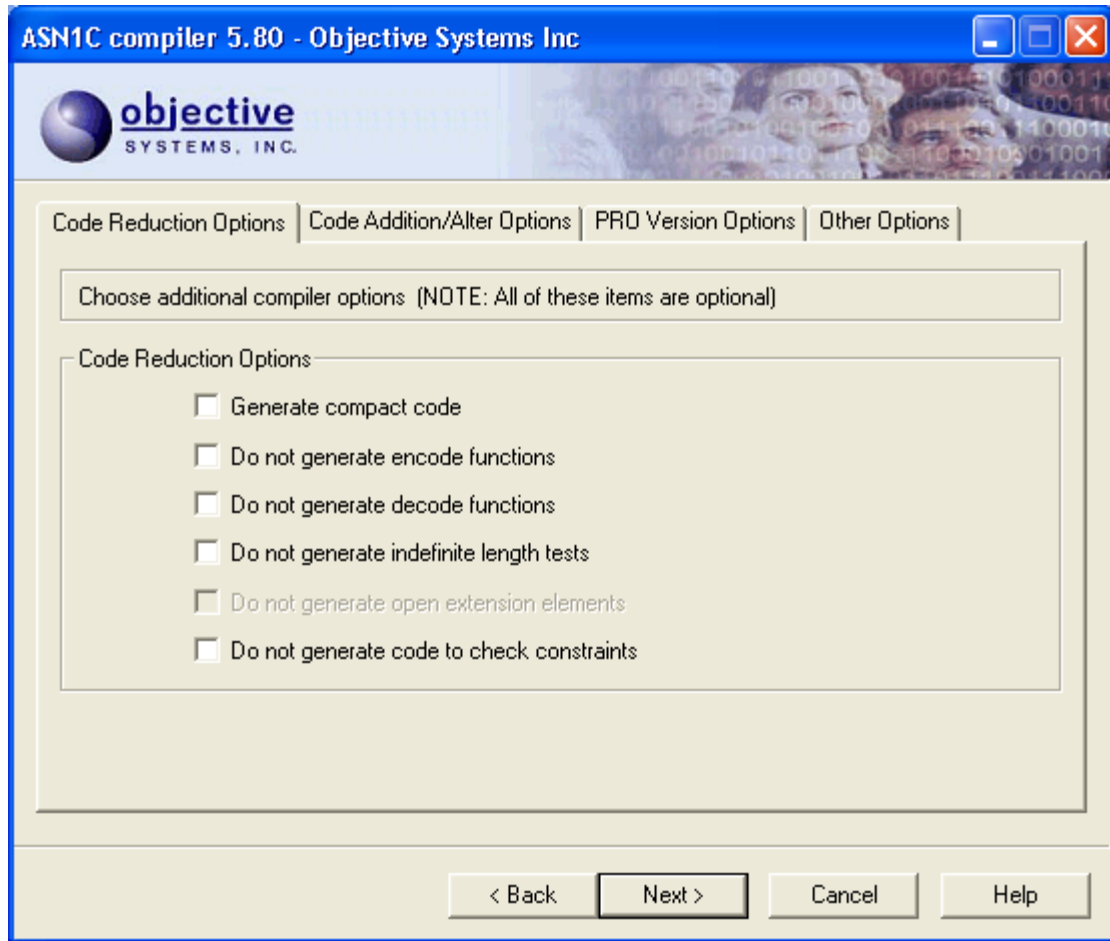 ASN1C compiler 5.80 - Objective Systems Inc
objective
SYSTEMS, INC.
Code Reduction Options
Code Addition/Alter Options
PRO Version Options
Other Options
Choose additional compiler options (NOTE: All of these items are optional)
Code Reduction Options
Generate compact code
Do not generate encode functions
Do not generate decode functions
Do not generate indefinite length tests
Do not generate open extension elements
Do not generate code to check constraints
< Back
Next >
Cancel
Help